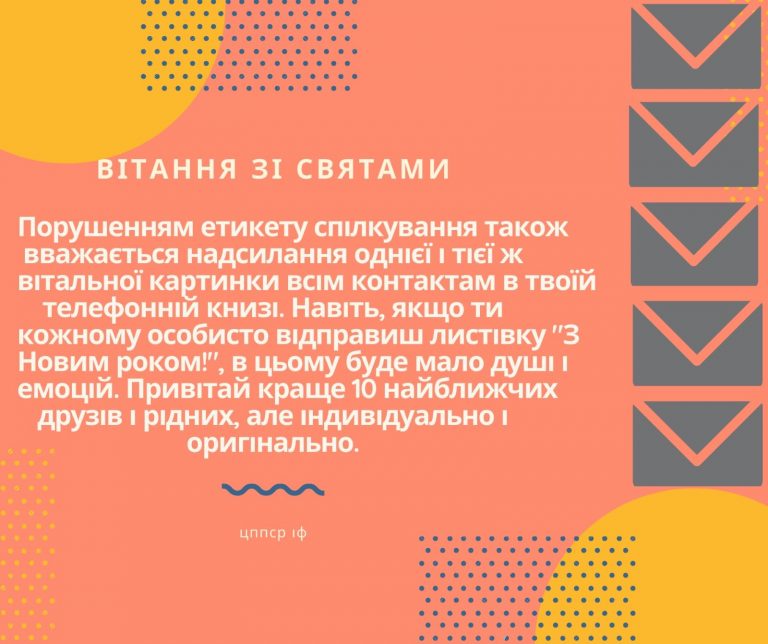 ВІТАННЯ ЗІ СВЯТАМИ
Порушенням етикету спілкування також
вважається надсилання однієї і тієї ж
вітальної картинки всім контактам в твоїй
телефонній книзі. Навіть, якщо ти
кожному особисто відправиш листівку "З
Новим роком!", в цьому буде мало душі і
емоцій. Привітай краще 10 найближчих
друзів і рідних, але індивідуально і
оригінально.
цппср іф